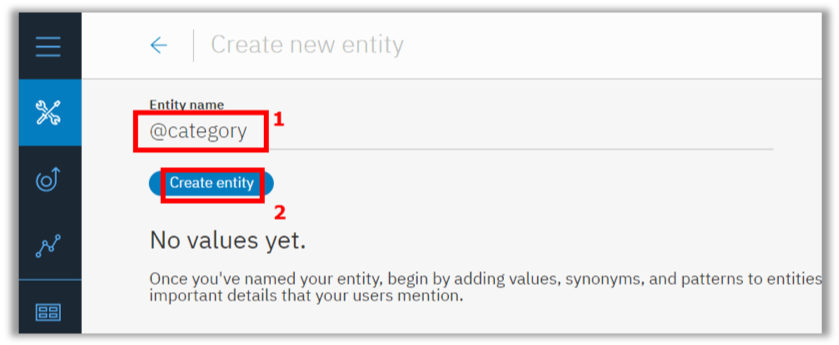 Create new entity
Entity name
@category
1
Create entity
2
No values yet.
Once you've named your entity, begin by adding values, synonyms, and patterns to entities
important details that your users mention.